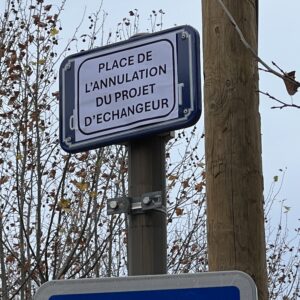 PLACE DE
L'ANNULATION
DU PROJET
D'ECHANGEUR